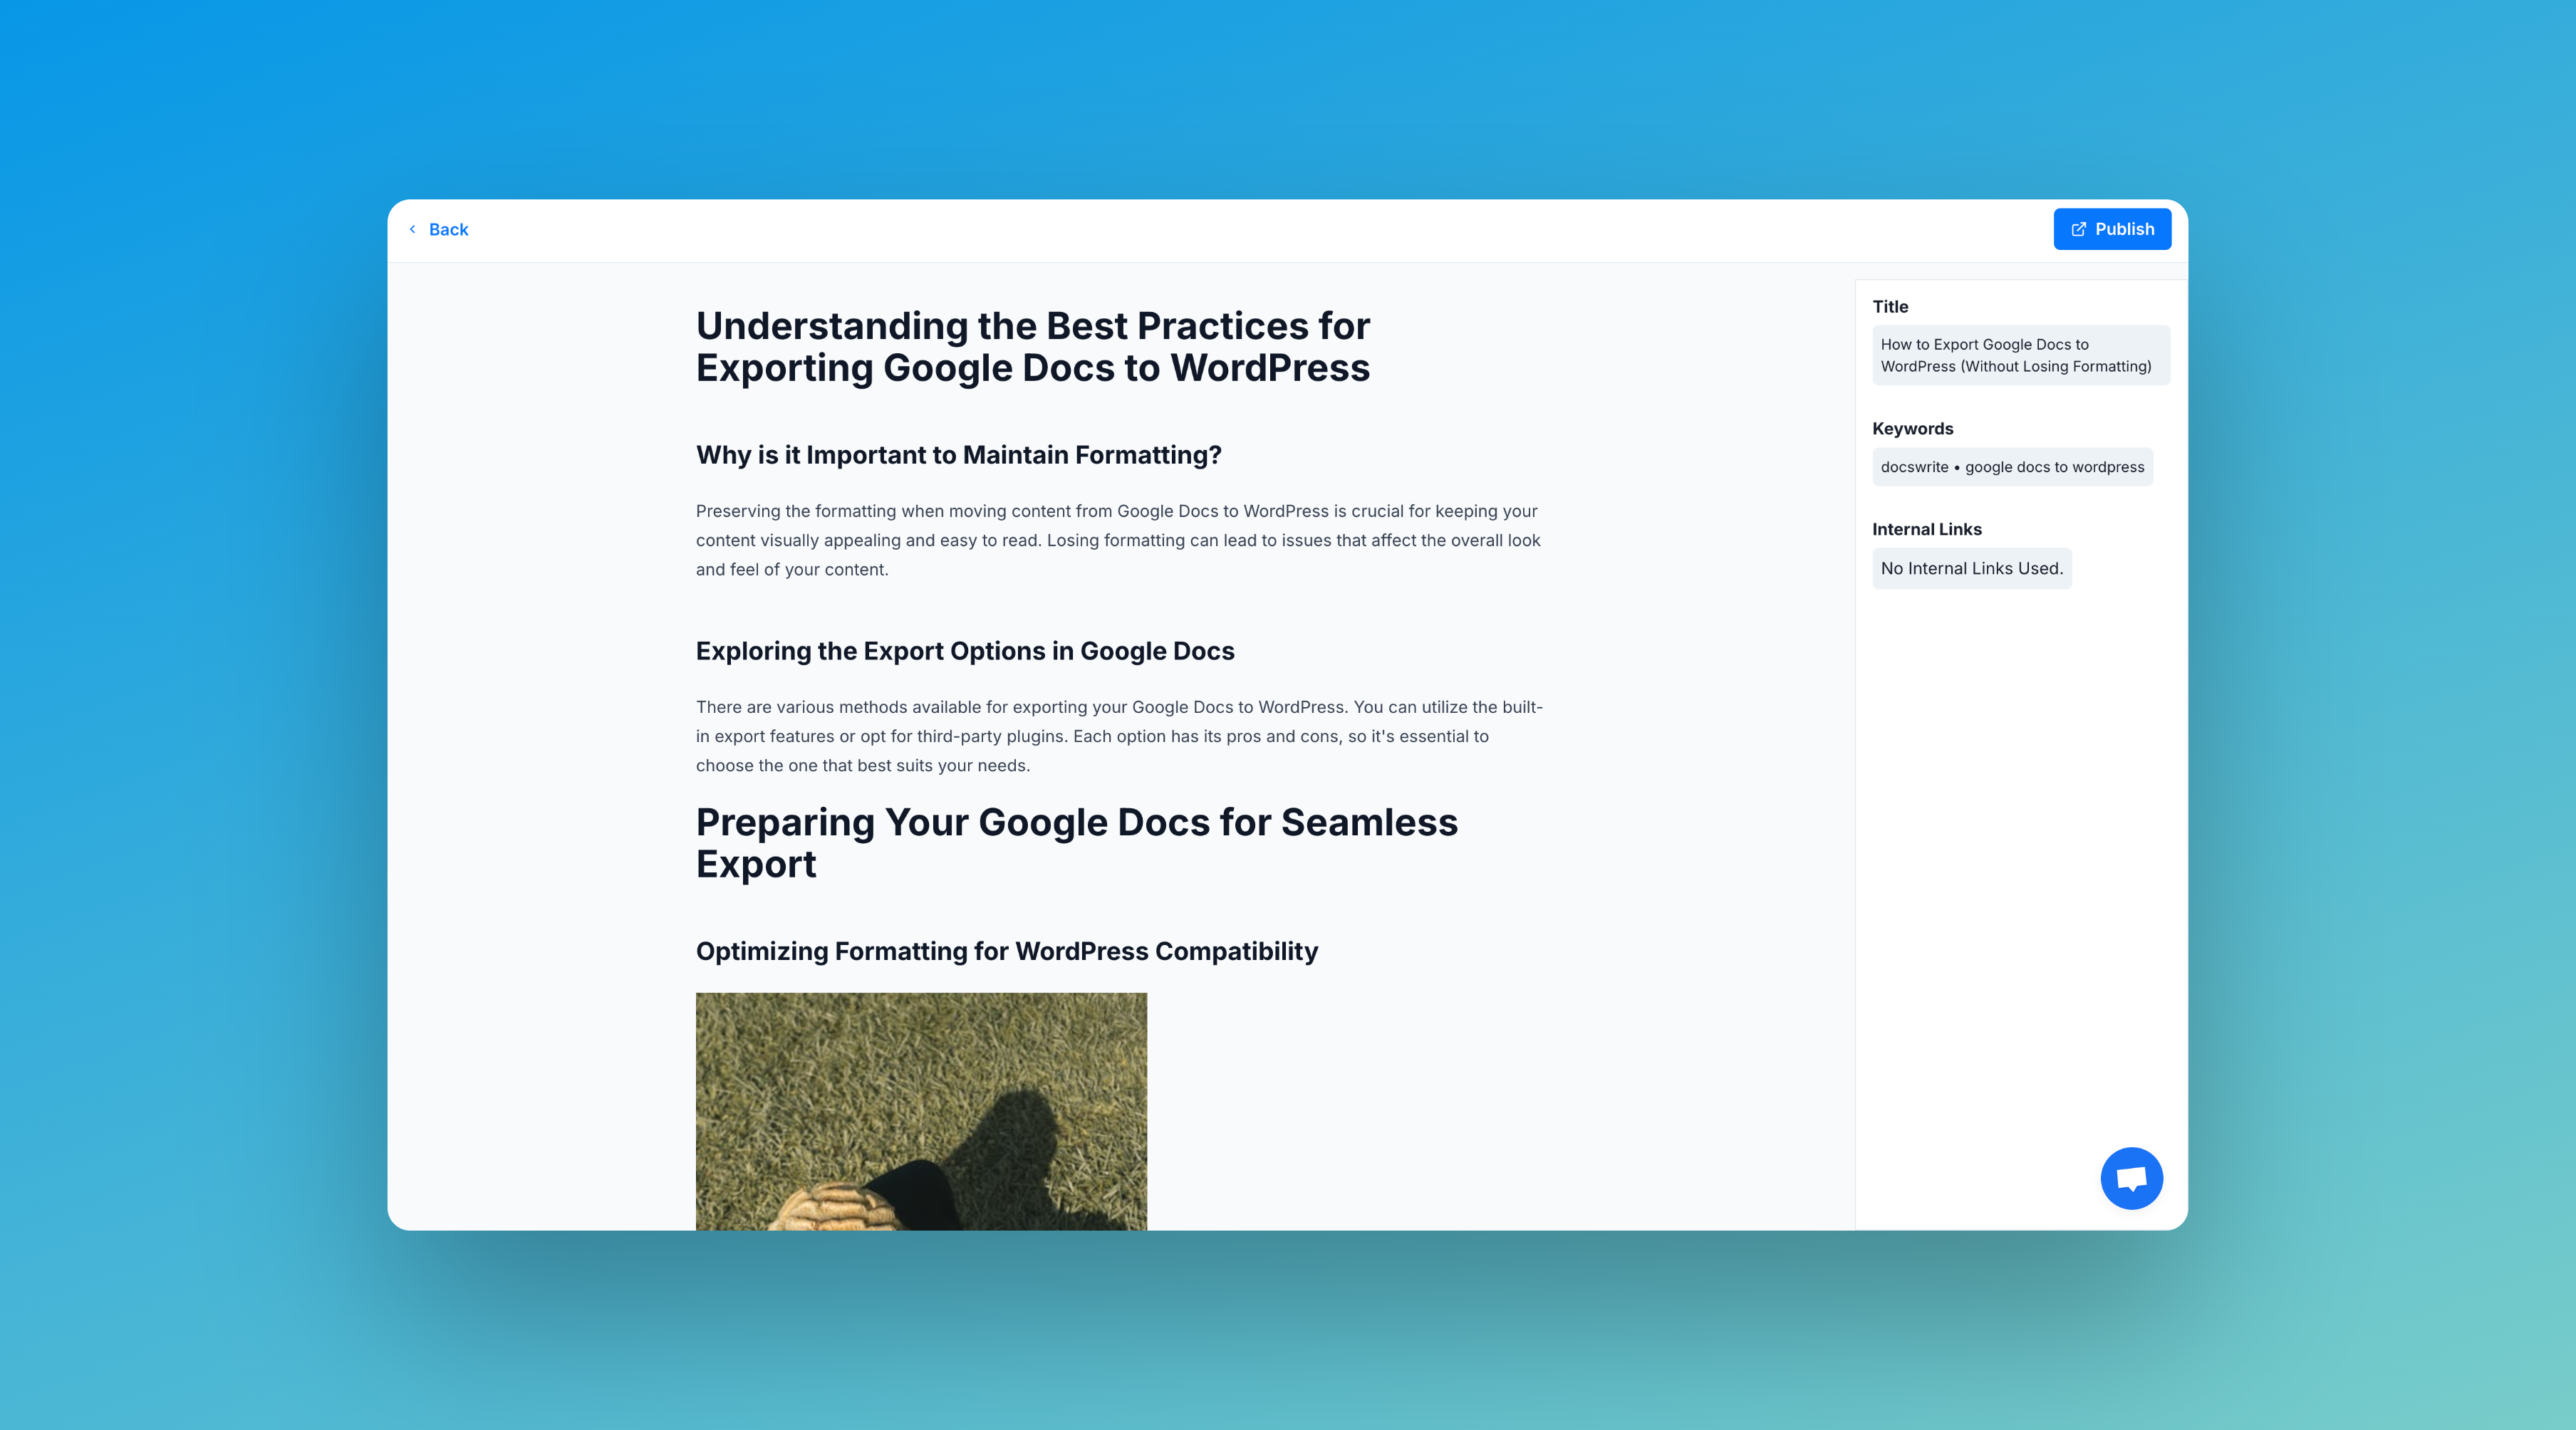 Back
Publish
Understanding the Best Practices for
Exporting Google Docs to WordPress
Why is it Important to Maintain Formatting?
Preserving the formatting when moving content from Google Docs to WordPress is crucial for keeping your
content visually appealing and easy to read. Losing formatting can lead to issues that affect the overall look
and feel of your content.
Exploring the Export Options in Google Docs
There are various methods available for exporting your Google Docs to WordPress. You can utilize the built-
in export features or opt for third-party plugins. Each option has its pros and cons, so it's essential to
choose the one that best suits your needs.
Preparing Your Google Docs for Seamless
Export
Optimizing Formatting for WordPress Compatibility
Title
How to Export Google Docs to
WordPress (Without Losing Formatting)
Keywords
docswrite • google docs to wordpress
Internal Links
No Internal Links Used.